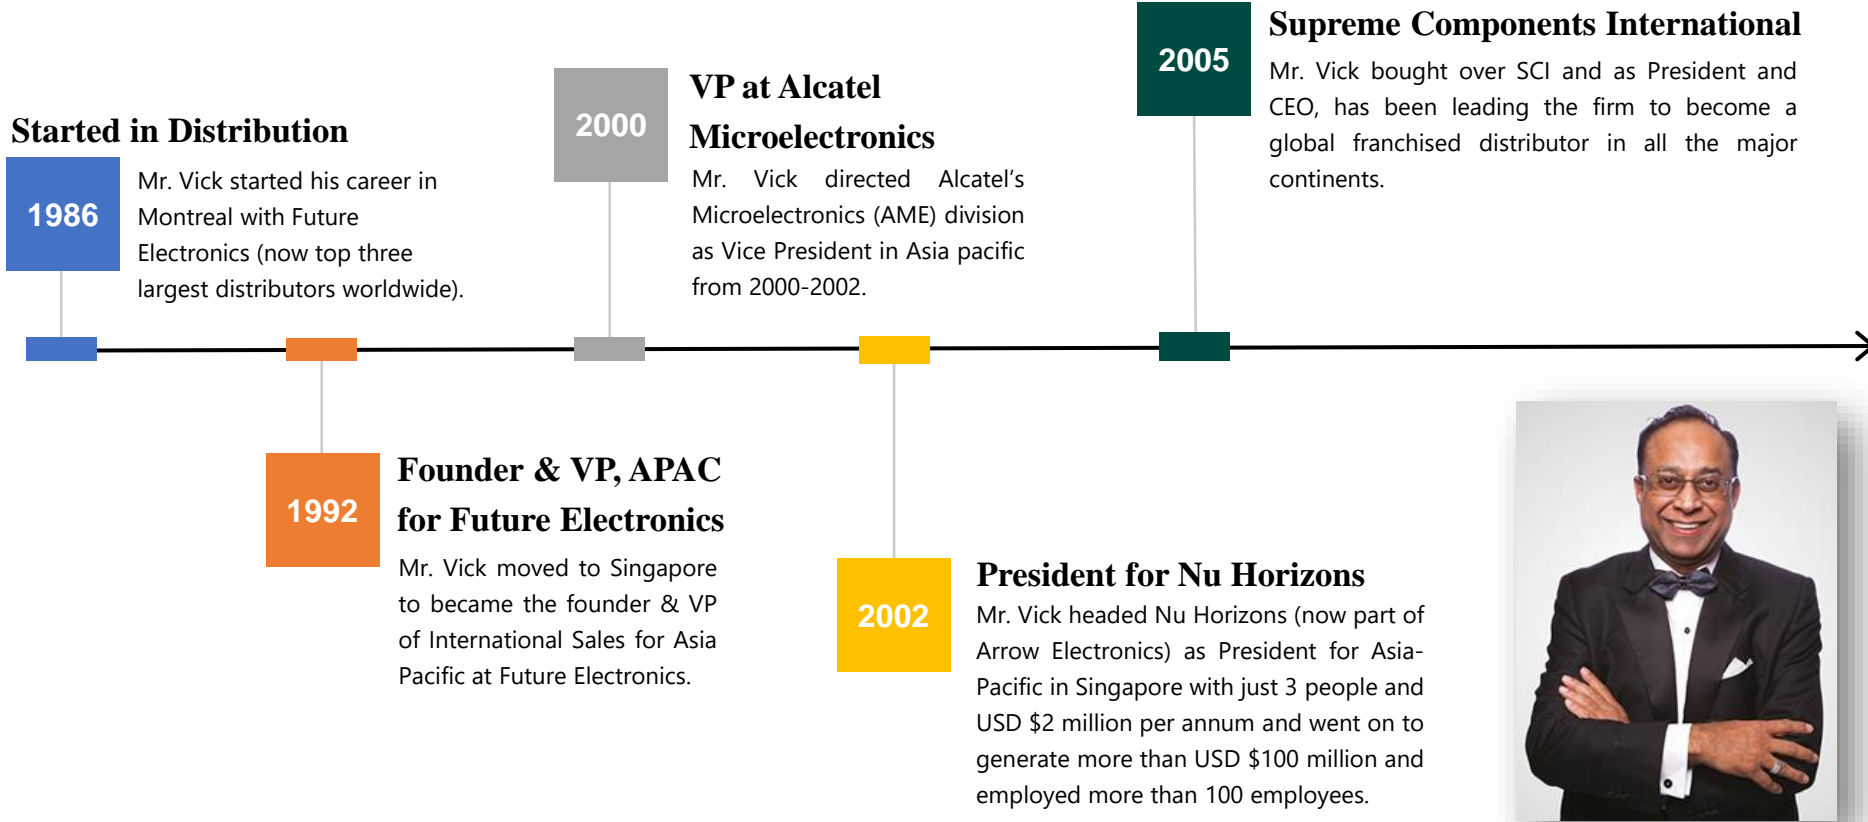 Started in Distribution
1986
Mr. Vick started his career in
Montreal with Future
Electronics (now top three
largest distributors worldwide).
Founder & VP, APAC
for Future Electronics
1992
Mr. Vick moved to Singapore
to became the founder & VP
of International Sales for Asia
Pacific at Future Electronics.
2000
VP at Alcatel
Microelectronics
Mr. Vick directed Alcatel’s
Microelectronics (AME) division
as Vice President in Asia pacific
from 2000-2002.
2002
President for Nu Horizons
Mr. Vick headed Nu Horizons (now part of
Arrow Electronics) as President for Asia-
Pacific in Singapore with just 3 people and
USD $2 million per annum and went on to
generate more than USD $100 million and
employed more than 100 employees.
2005
Supreme Components International
Mr. Vick bought over SCI and as President and
CEO, has been leading the firm to become a
global franchised distributor in all the major
continents.